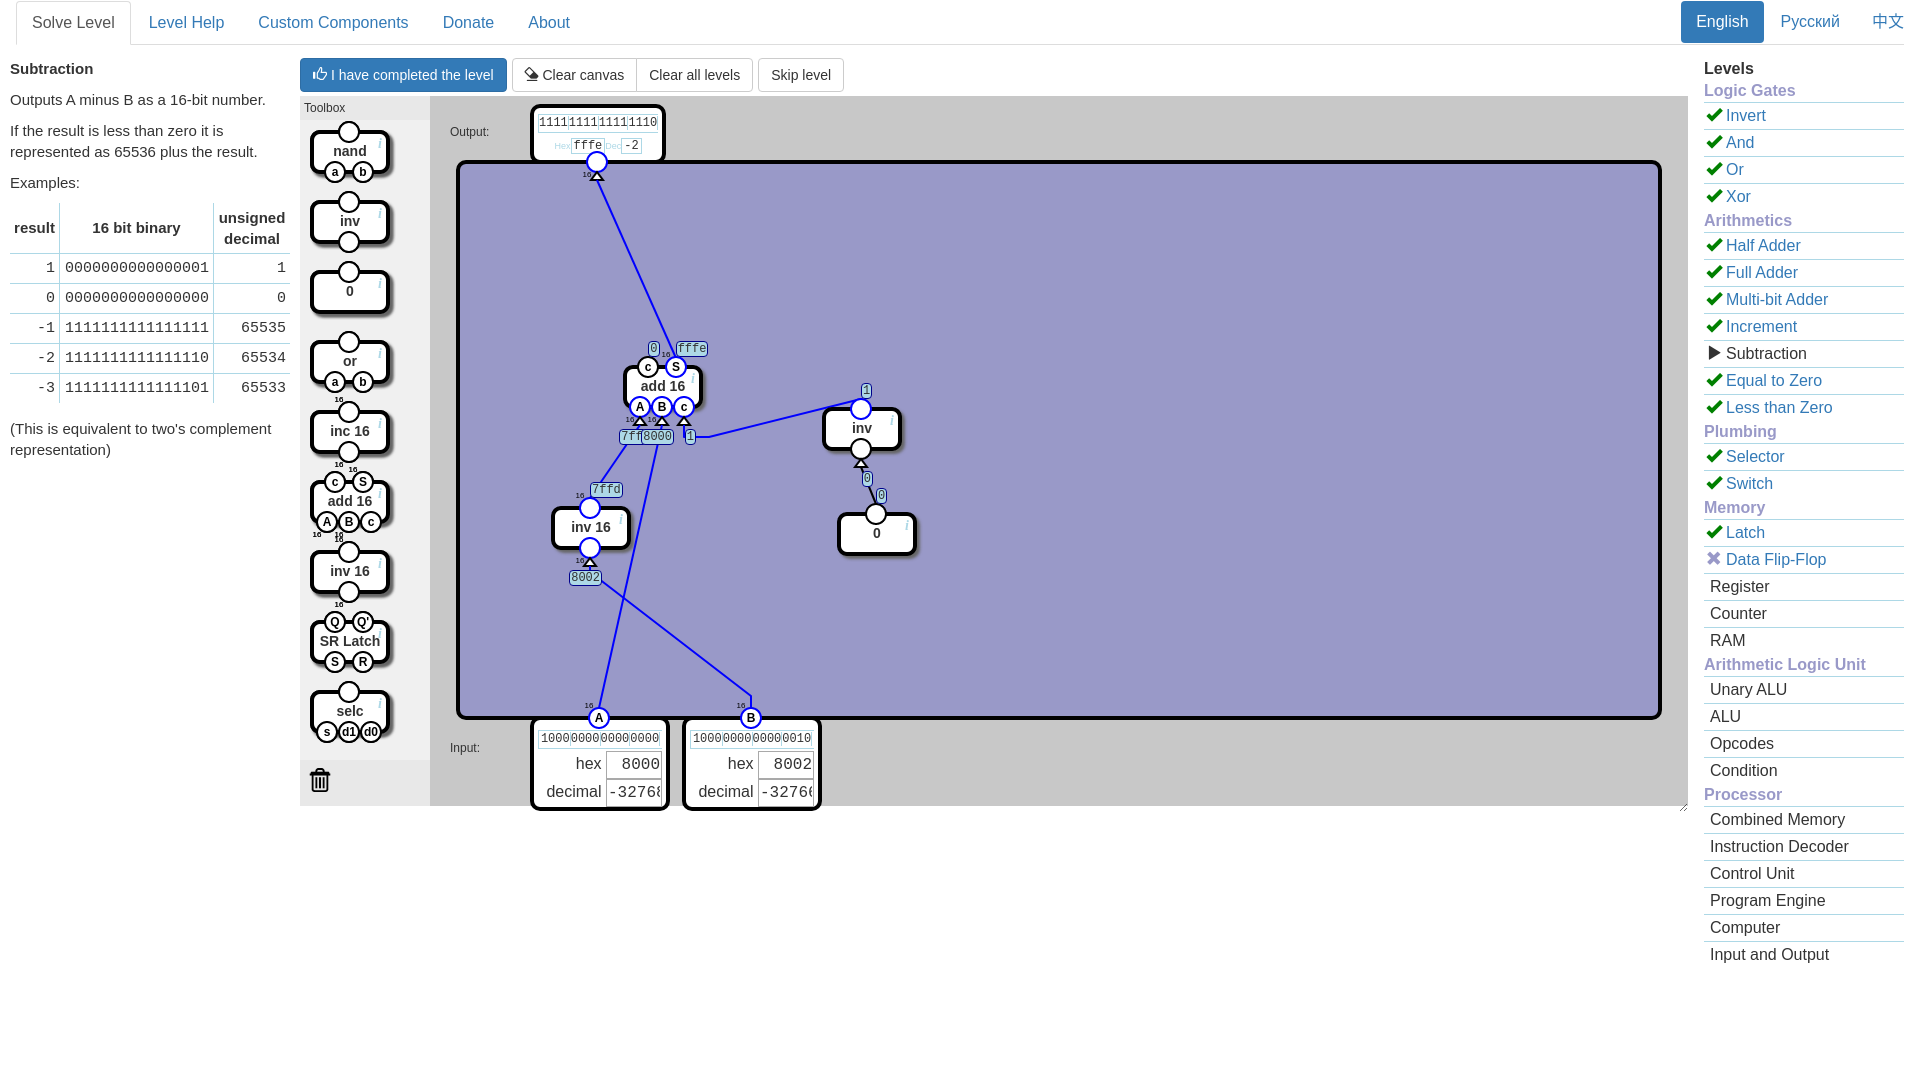 Solve Level
Level Help
Custom Components
Donate
About
English
Русский
中文
Subtraction
Outputs A minus B as a 16-bit number.
If the result is less than zero it is
represented as 65536 plus the result.
Examples:
result 16 bit binary unsigned decimal
1 0000000000000001 1
0 0000000000000000 0
-1 1111111111111111 65535
-2 1111111111111110 65534
-3 1111111111111101 65533
(This is equivalent to two's complement
representation)
I have completed the level
Clear canvas
Clear all levels
Skip level
Toolbox
nand
a b
inv
0
or
a b
16
inc 16
16
16
c S
add 16
A B c
16 16
16
inv 16
16
Q Q'
SR Latch
S R
selc
s d1 d0
Output:
1111 1111 1111 1110
Hex fffe Dec -2
16
0 16 fffe
c S
add 16
A B c
16 16
7ff 8000 1
1
inv
0
0
0
16 7ffd
inv 16
16
8002
16 16
A B
Input:
1000 0000 0000 0000
hex 8000
decimal -32768
1000 0000 0000 0010
hex 8002
decimal -32766
Levels
Logic Gates
Invert
And
Or
Xor
Arithmetics
Half Adder
Full Adder
Multi-bit Adder
Increment
Subtraction
Equal to Zero
Less than Zero
Plumbing
Selector
Switch
Memory
Latch
Data Flip-Flop
Register
Counter
RAM
Arithmetic Logic Unit
Unary ALU
ALU
Opcodes
Condition
Processor
Combined Memory
Instruction Decoder
Control Unit
Program Engine
Computer
Input and Output